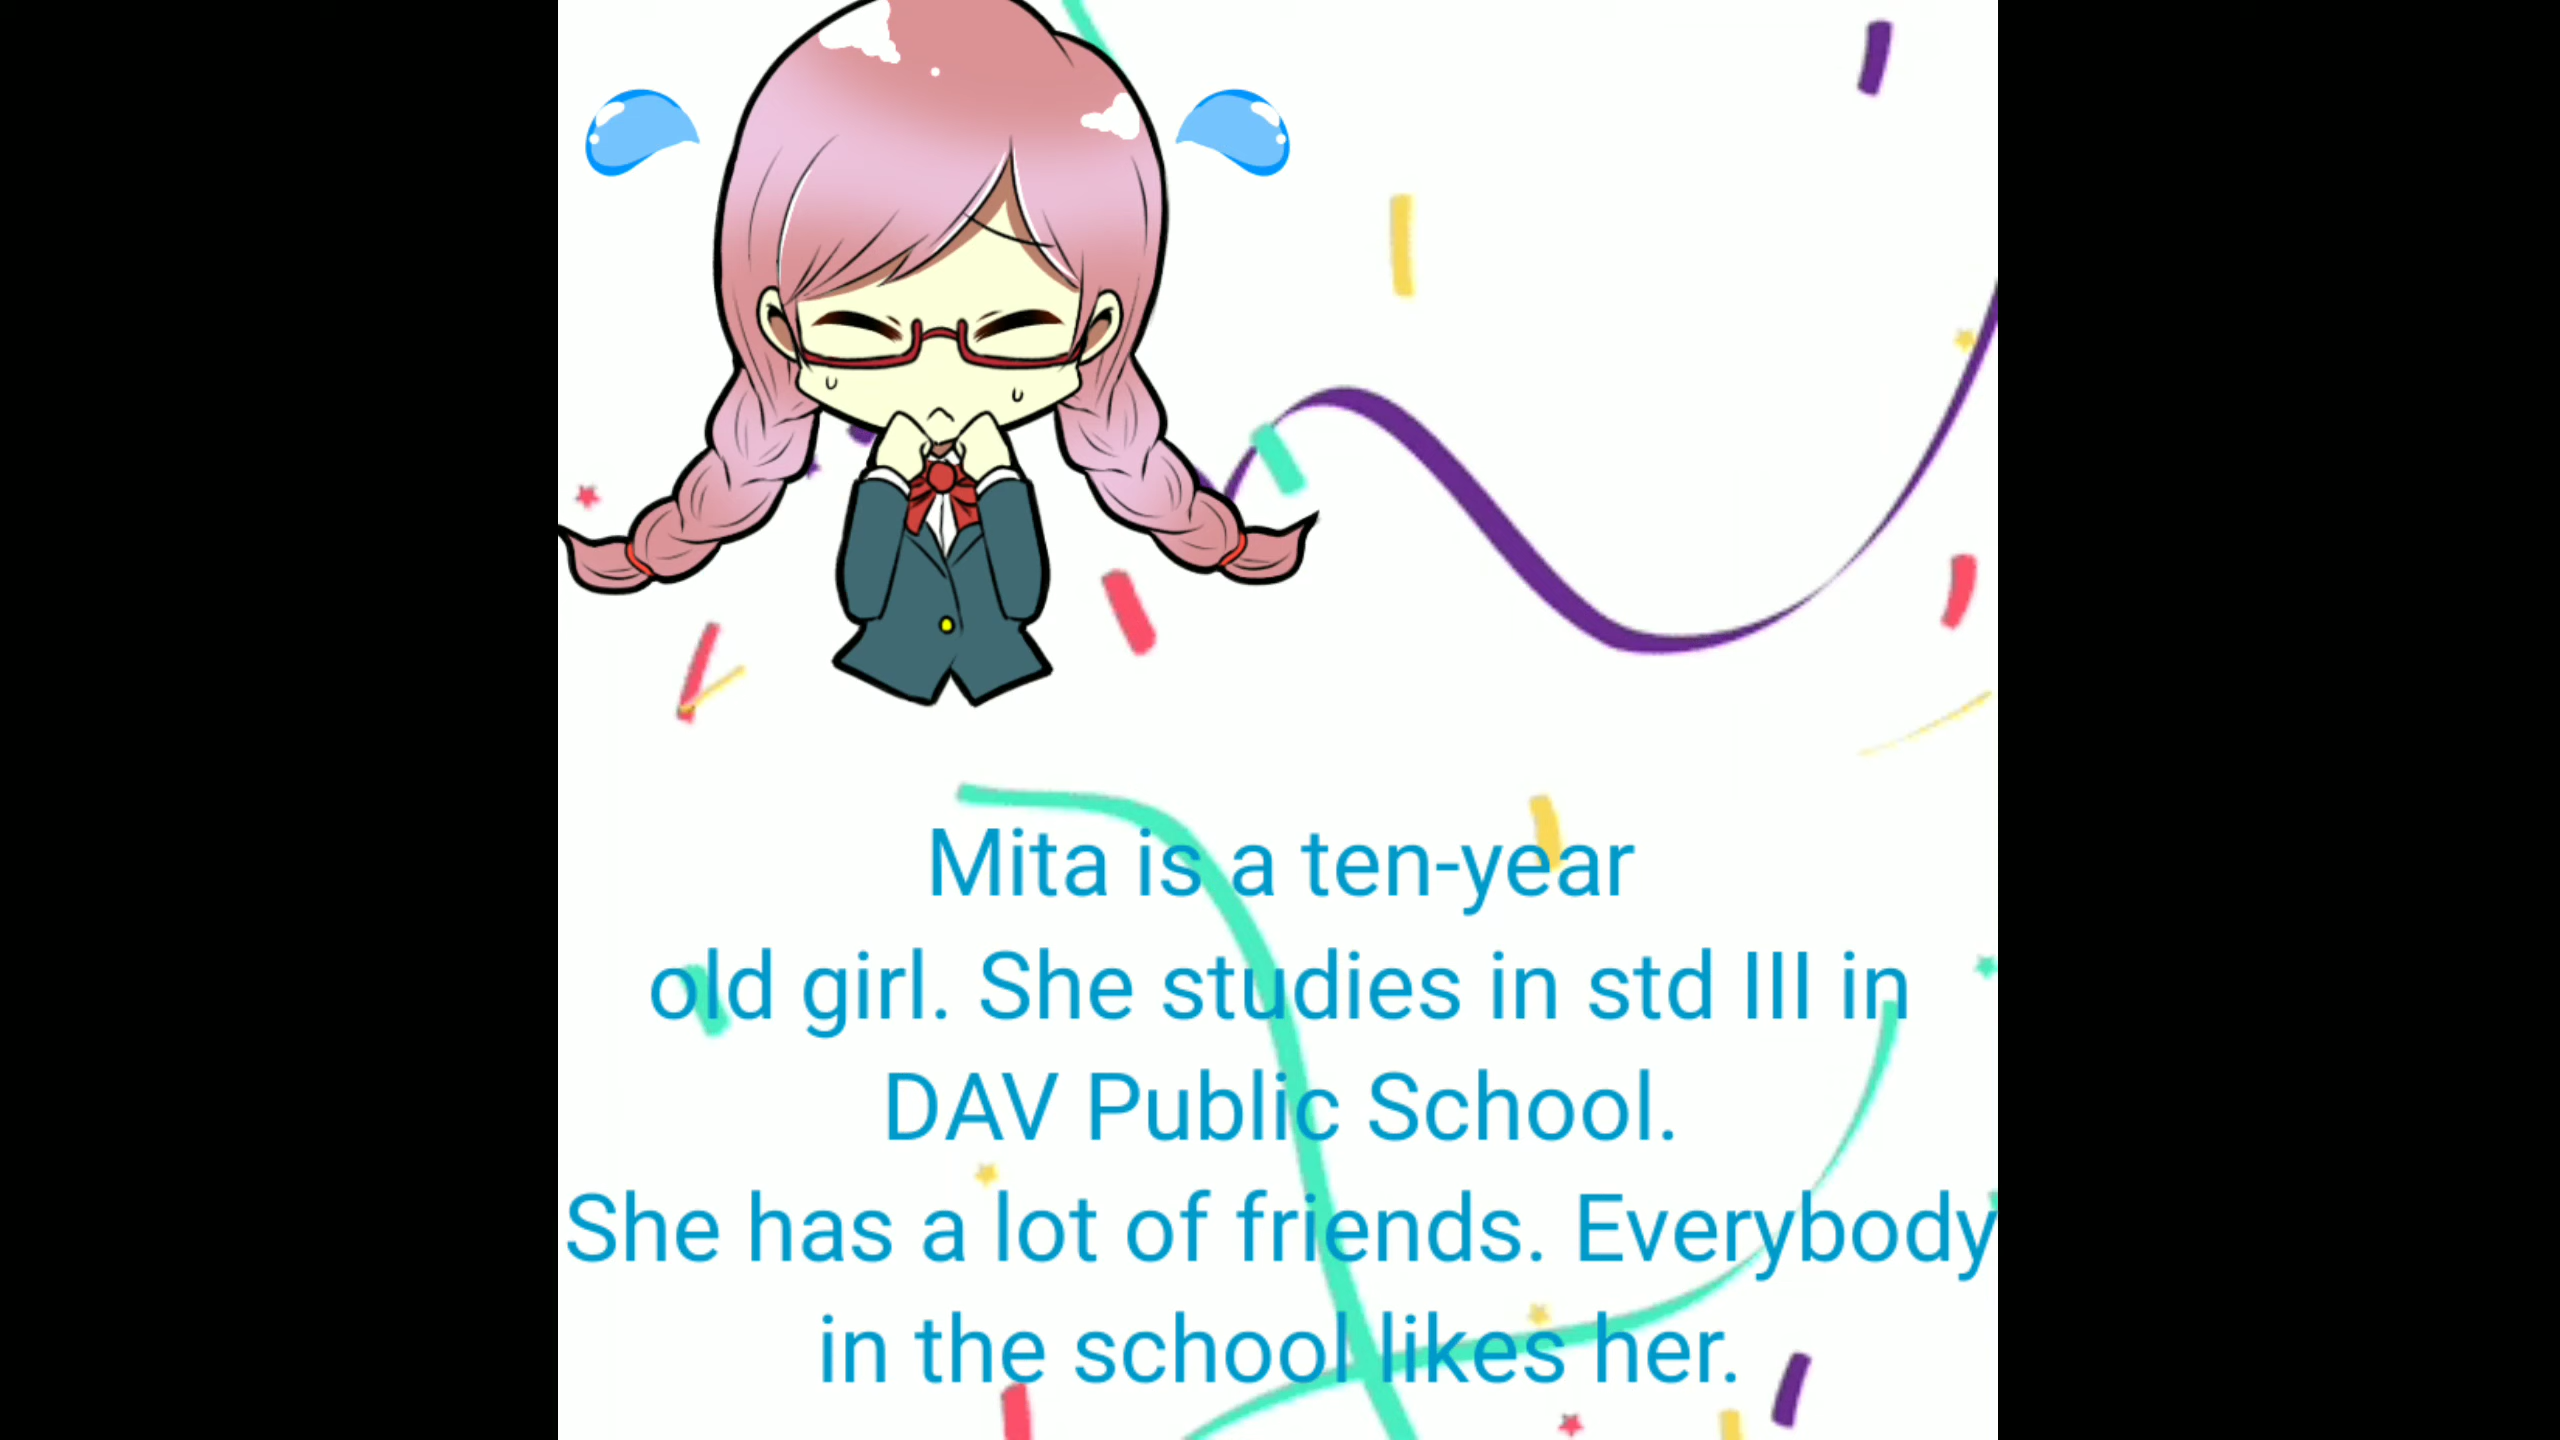 Mita is a ten-year
old girl. She studies in std III in
DAV Public School.
She has a lot of friends. Everybody
in the school likes her.